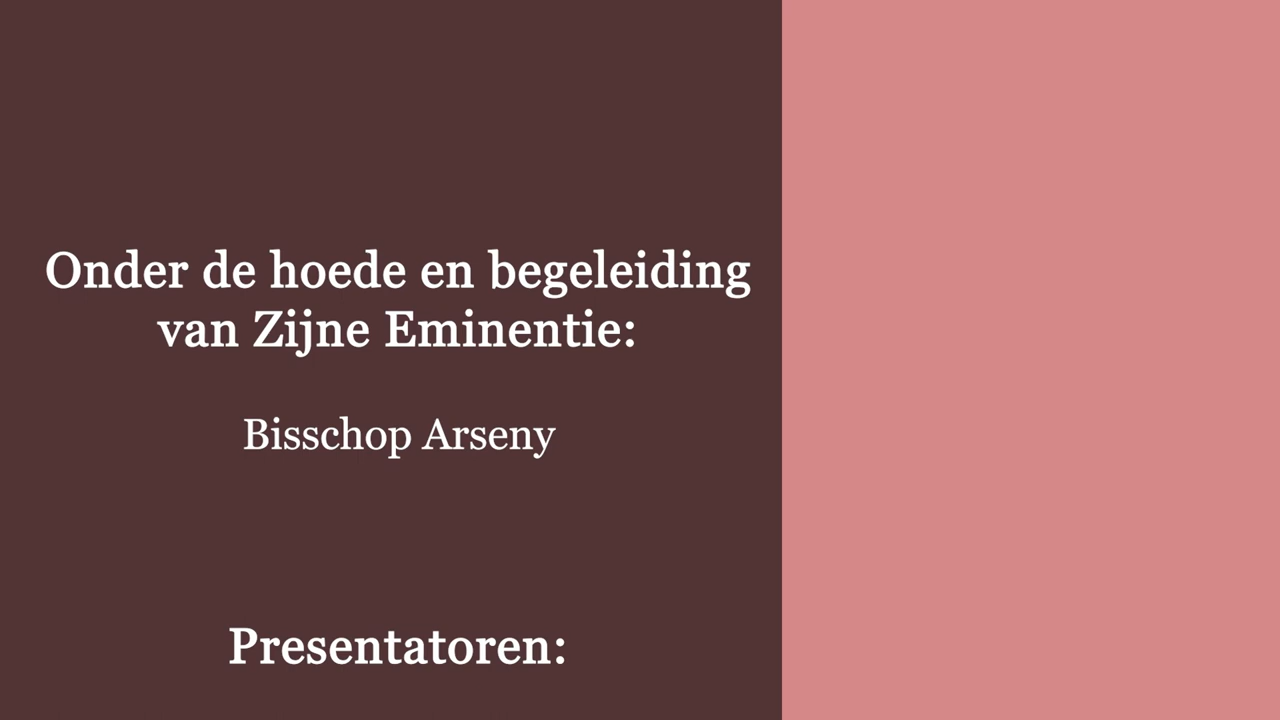 Onder de hoede en begeleiding
van Zijne Eminentie:
Bisschop Arseny
Presentatoren: